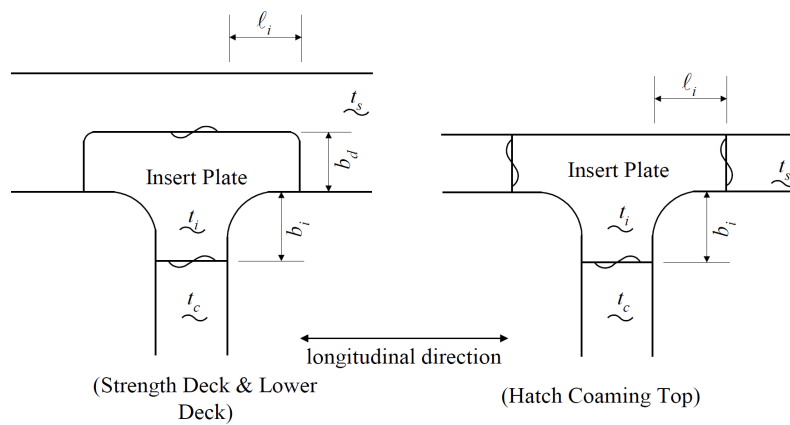 ℓi
ts
bd
Insert Plate
ti
bi
tc
ℓi
Insert Plate
ts
ti
bi
tc
longitudinal direction
(Strength Deck & Lower
Deck)
(Hatch Coaming Top)